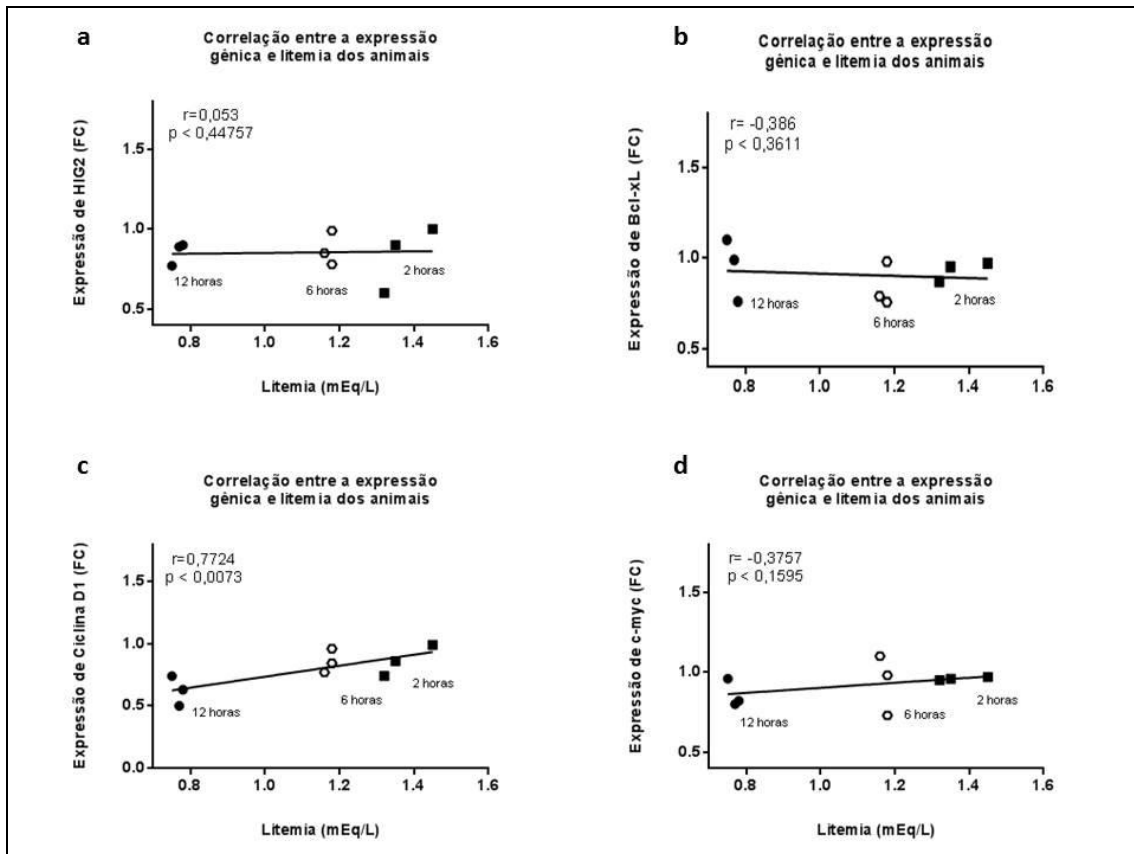 a
Correlação entre a expressão
gênica e litemia dos animais
r=0,053
p < 0,44757
Expressão de HIG2 (FC)
1.5
1.0
0.5
12 horas
6 horas
2 horas
0.8 1.0 1.2 1.4 1.6
Litemia (mEq/L)
b
Correlação entre a expressão
gênica e litemia dos animais
r= -0,386
p < 0,3611
Expressão de Bcl-xL (FC)
1.5
1.0
0.5
12 horas
6 horas
2 horas
0.8 1.0 1.2 1.4 1.6
Litemia (mEq/L)
c
Correlação entre a expressão
gênica e litemia dos animais
r=0,7724
p < 0,0073
Expressão de Ciclina D1 (FC)
1.5
1.0
0.5
0.0
12 horas
6 horas
2 horas
0.8 1.0 1.2 1.4 1.6
Litemia (mEq/L)
d
Correlação entre a expressão
gênica e litemia dos animais
r= -0,3757
p < 0,1595
Expressão de c-myc (FC)
1.5
1.0
0.5
12 horas
6 horas
2 horas
0.8 1.0 1.2 1.4 1.6
Litemia (mEq/L)